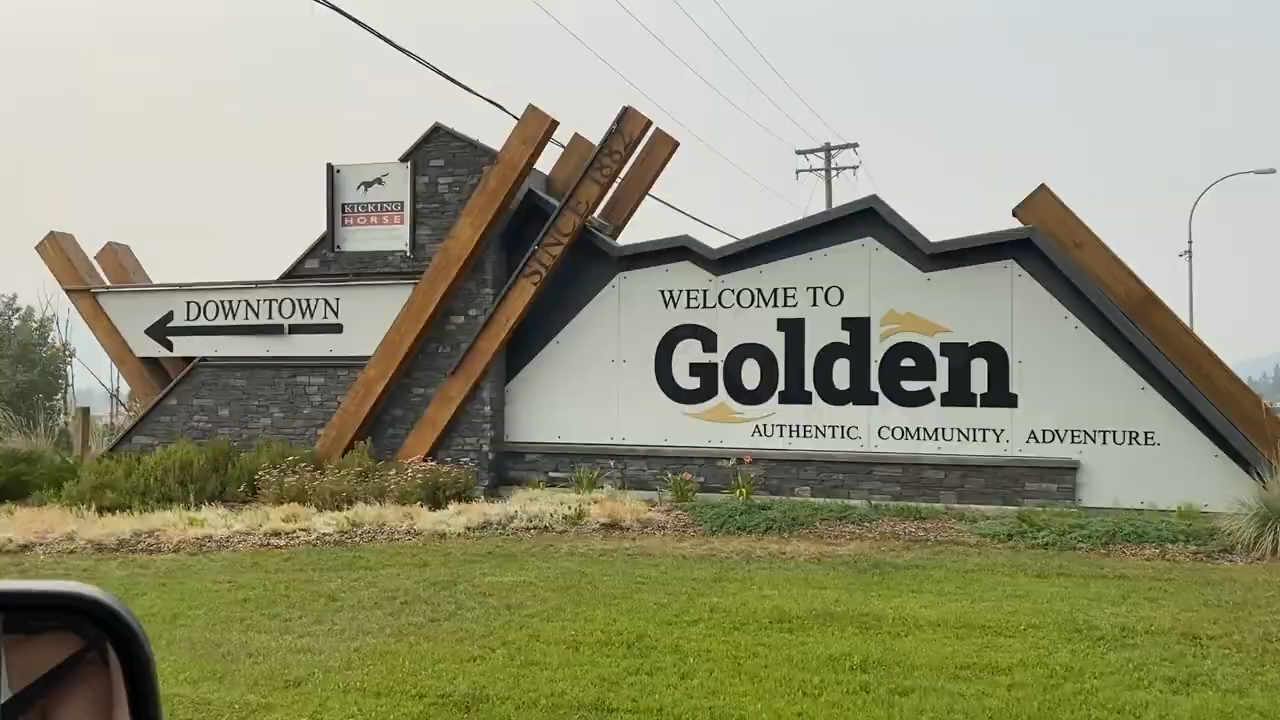 KICKING
HORSE
DOWNTOWN
SINCE 1882
WELCOME TO
Golden
AUTHENTIC. COMMUNITY. ADVENTURE.